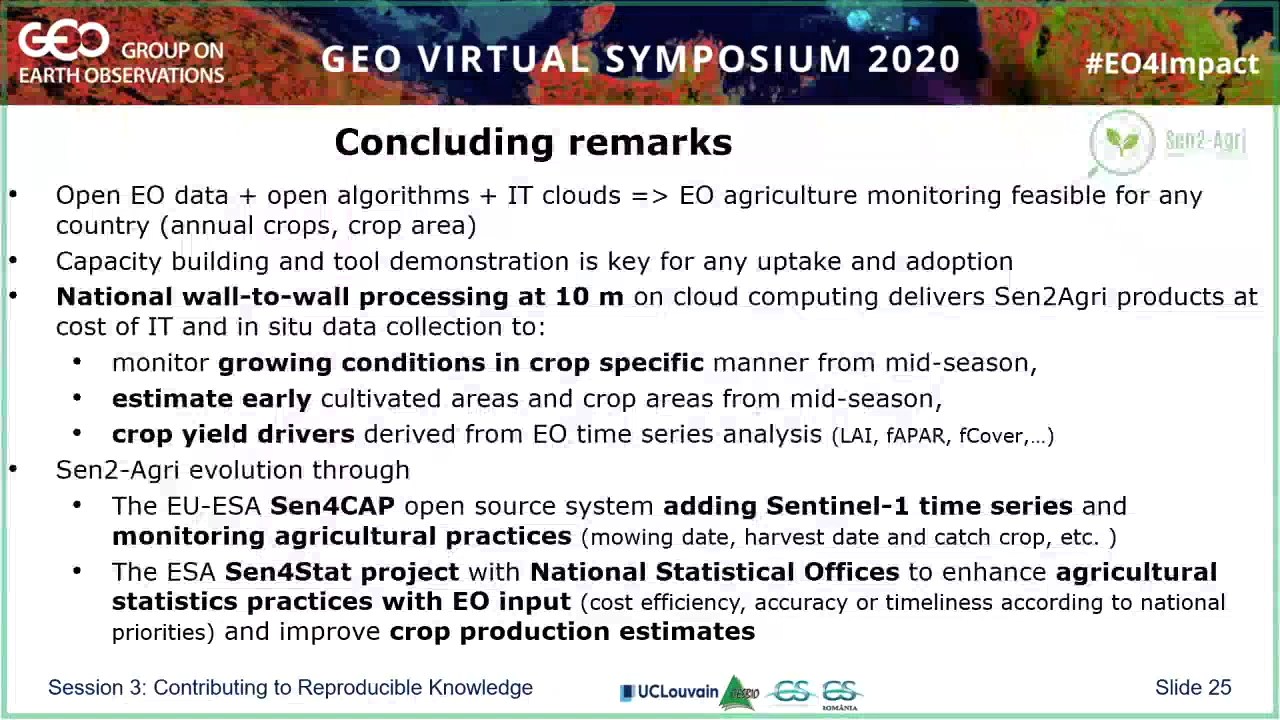 GEO GROUP ON
EARTH OBSERVATIONS
GEO VIRTUAL SYMPOSIUM 2020
#EO4Impact
Concluding remarks
Sen2-Agri
• Open EO data + open algorithms + IT clouds => EO agriculture monitoring feasible for any
country (annual crops, crop area)
• Capacity building and tool demonstration is key for any uptake and adoption
• National wall-to-wall processing at 10 m on cloud computing delivers Sen2Agri products at
cost of IT and in situ data collection to:
• monitor growing conditions in crop specific manner from mid-season,
• estimate early cultivated areas and crop areas from mid-season,
• crop yield drivers derived from EO time series analysis (LAI, fAPAR, fCover,...)
• Sen2-Agri evolution through
• The EU-ESA Sen4CAP open source system adding Sentinel-1 time series and
monitoring agricultural practices (mowing date, harvest date and catch crop, etc. )
• The ESA Sen4Stat project with National Statistical Offices to enhance agricultural
statistics practices with EO input (cost efficiency, accuracy or timeliness according to national
priorities) and improve crop production estimates
Session 3: Contributing to Reproducible Knowledge
UCLouvain
CS
CS
ROMÂNIA
Slide 25